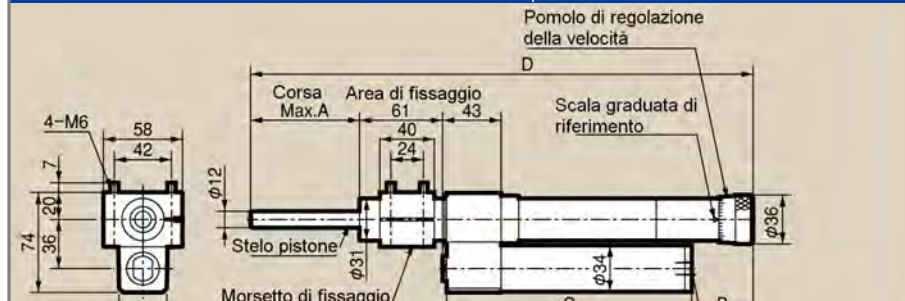 Pomolo di regolazione
della velocità
D
Corsa
Max.A
Area di fissaggio
61
43
Scala graduata di
riferimento
4-M6
58
42
40
24
7
20
74
36
φ12
φ31
φ34
φ36
Stelo pistone
Morsetto di fissaggio